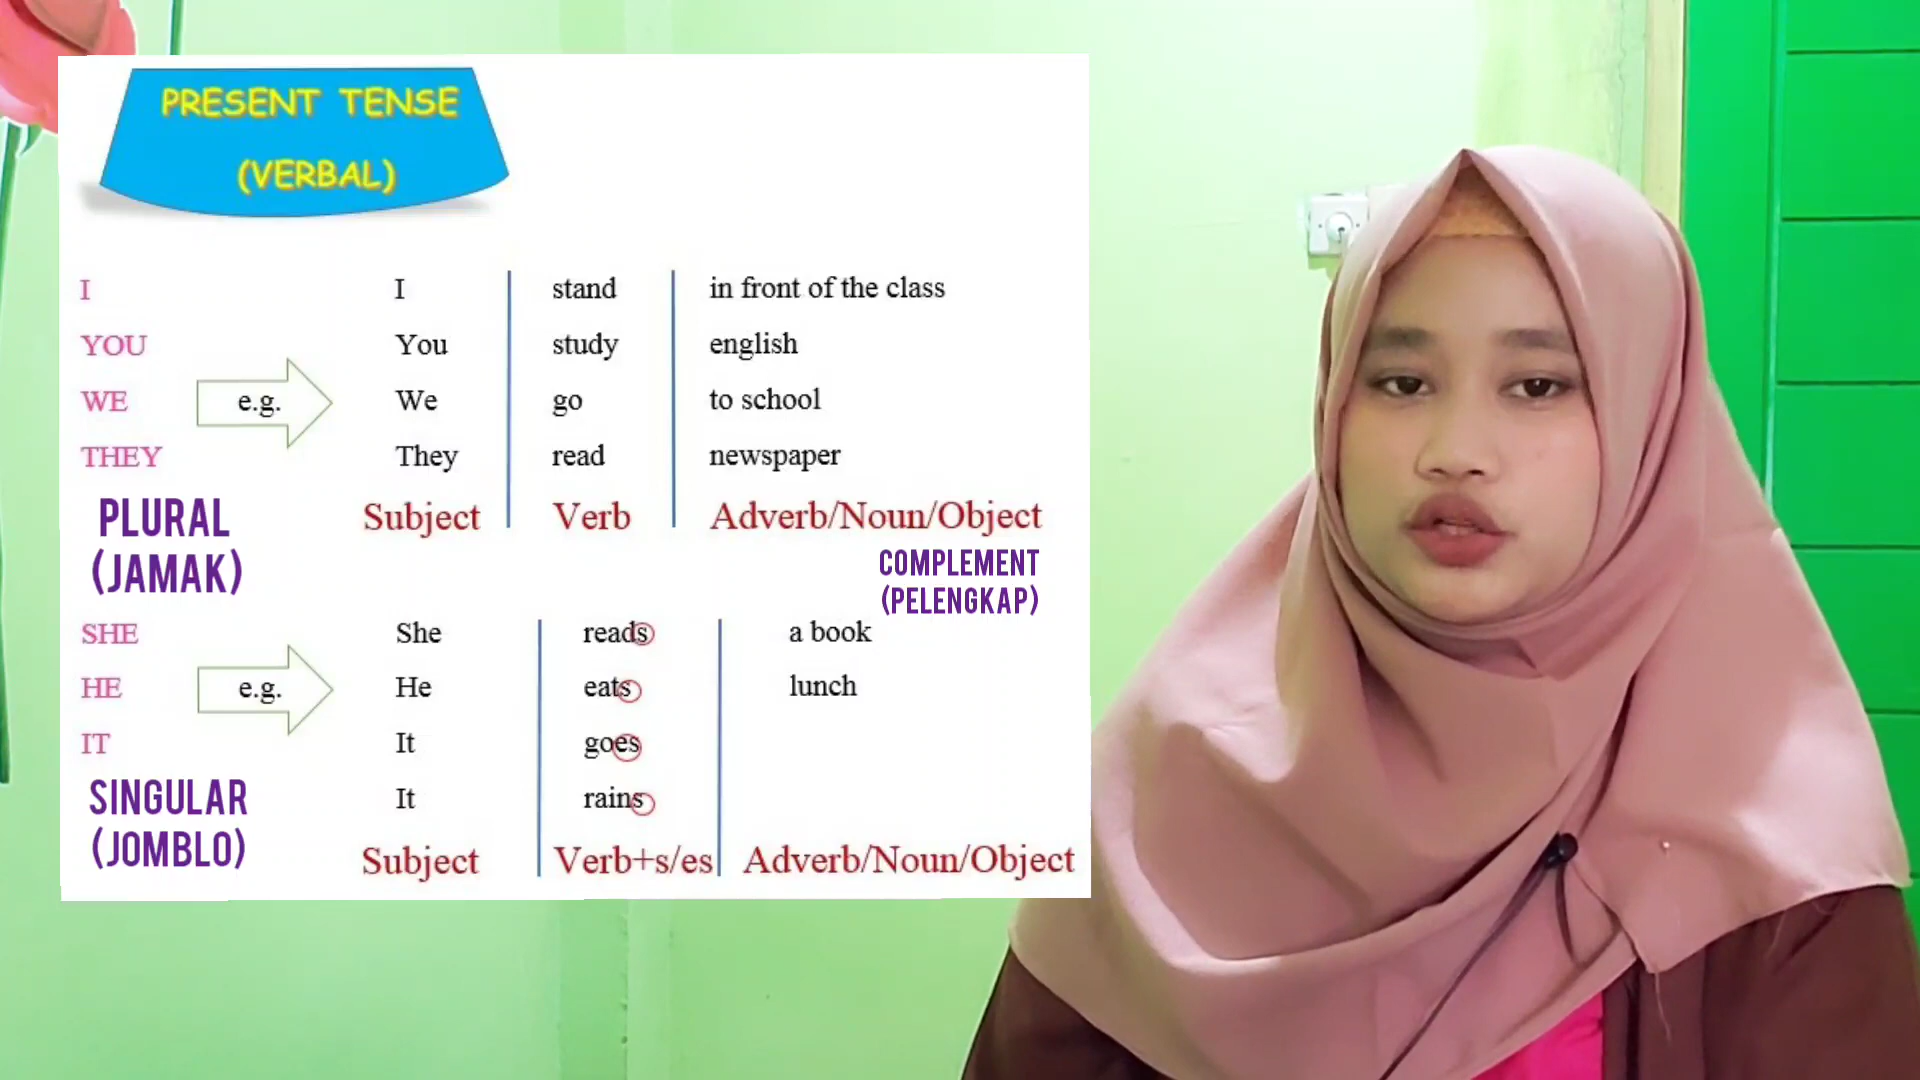 PRESENT TENSE
(VERBAL)
I I stand in front of the class
YOU You study english
WE e.g. We go to school
THEY They read newspaper
PLURAL
(JAMAK)
Subject Verb Adverb/Noun/Object
COMPLEMENT
(PELENGKAP)
SHE She reads a book
HE e.g. He eats lunch
IT It goes
It rains
SINGULAR
(JOMBLO)
Subject Verb+s/es Adverb/Noun/Object